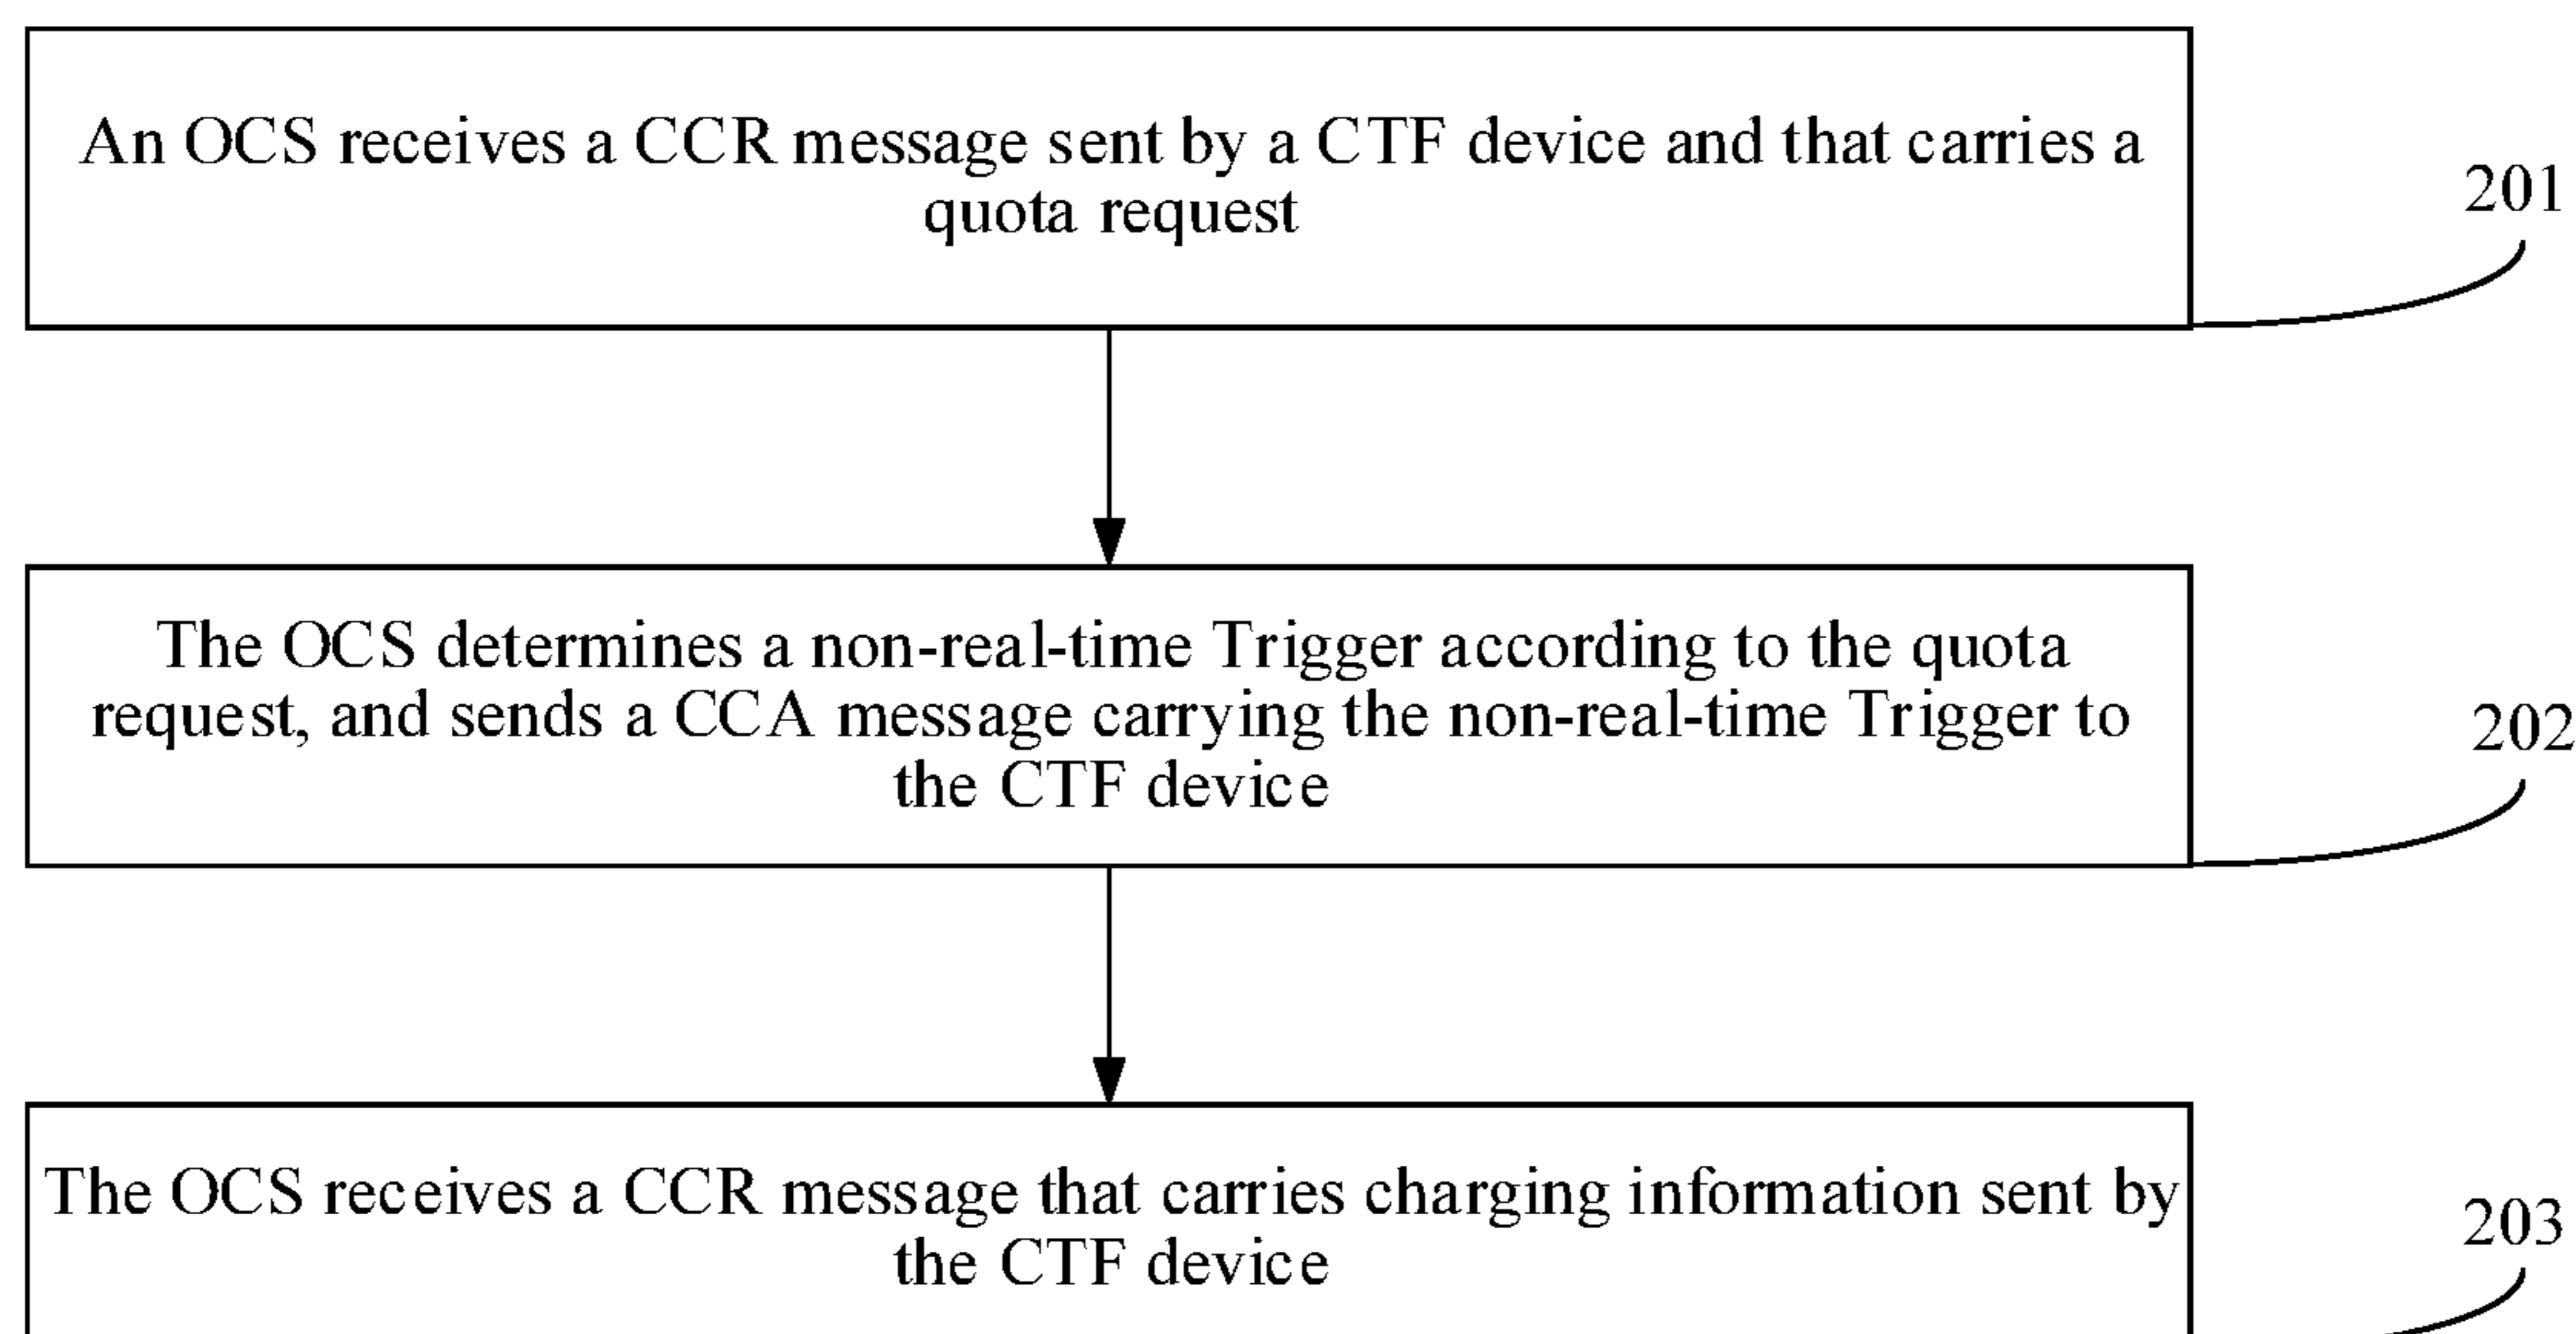 An OCS receives a CCR message sent by a CTF device and that carries a
quota request
201
The OCS determines a non-real-time Trigger according to the quota
request, and sends a CCA message carrying the non-real-time Trigger to
the CTF device
202
The OCS receives a CCR message that carries charging information sent by
the CTF device
203